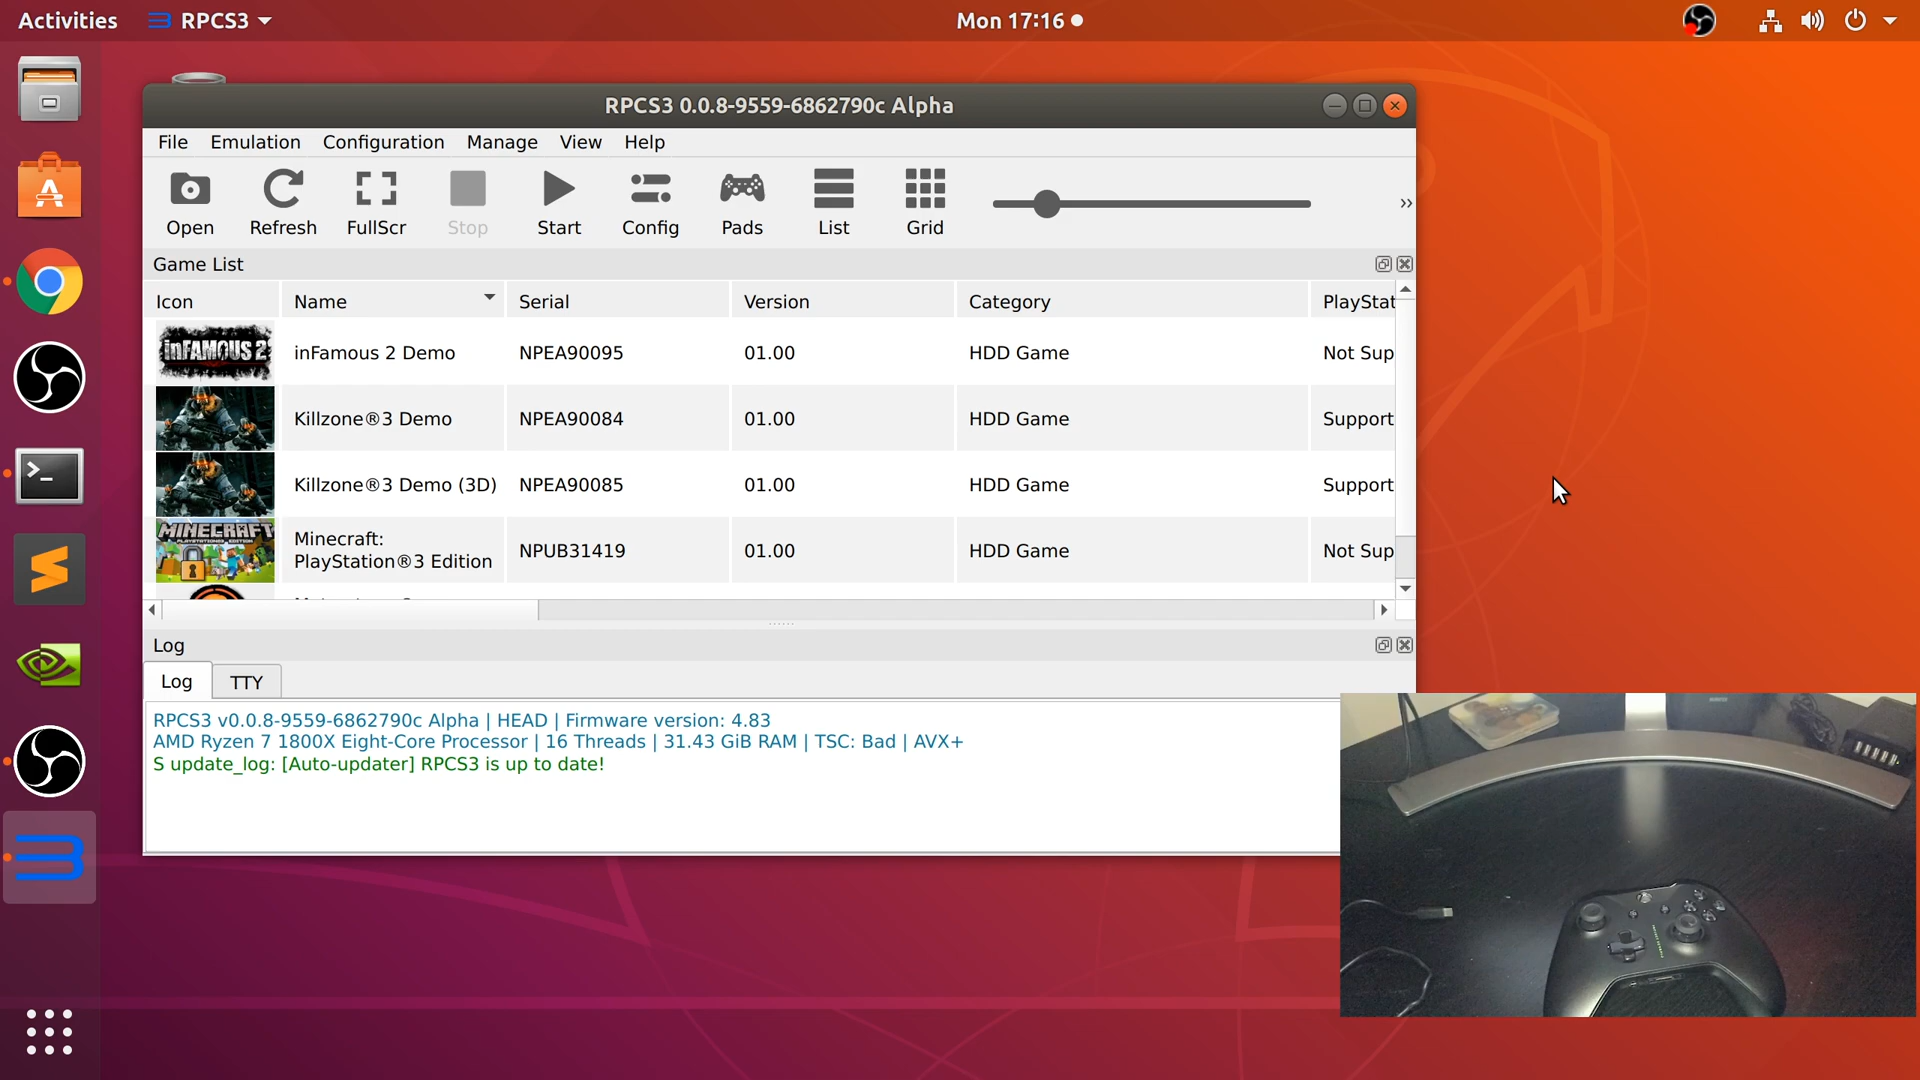 Activities
RPCS3
Mon 17:16
RPCS3 0.0.8-9559-6862790c Alpha
File Emulation Configuration Manage View Help
Open Refresh FullScr Stop Start Config Pads List Grid
Game List
Icon Name Serial Version Category PlayStat
inFAMOUS 2 inFamous 2 Demo NPEA90095 01.00 HDD Game Not Sup
Killzone®3 Demo NPEA90084 01.00 HDD Game Support
Killzone®3 Demo (3D) NPEA90085 01.00 HDD Game Support
MINECRAFT Minecraft:
PlayStation®3 Edition NPUB31419 01.00 HDD Game Not Sup
Log
Log TTY
RPCS3 v0.0.8-9559-6862790c Alpha | HEAD | Firmware version: 4.83
AMD Ryzen 7 1800X Eight-Core Processor | 16 Threads | 31.43 GiB RAM | TSC: Bad | AVX+
S update_log: [Auto-updater] RPCS3 is up to date!